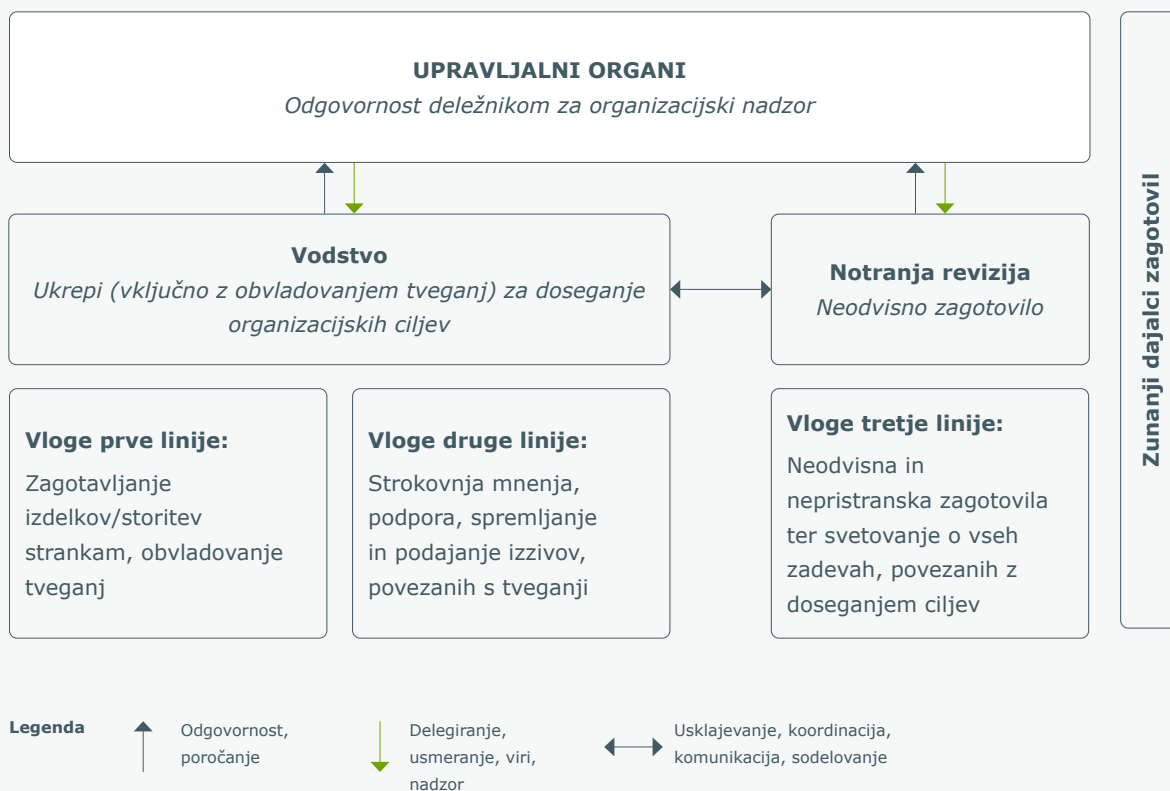 UPRAVLJALNI ORGANI
Odgovornost deležnikom za organizacijski nadzor
Vodstvo
Ukrepi (vključno z obvladovanjem tveganj) za doseganje
organizacijskih ciljev
Notranja revizija
Neodvisno zagotovilo
Vloge prve linije:
Zagotavljanje
izdelkov/storitev
strankam, obvladovanje
tveganj
Vloge druge linije:
Strokovnja mnenja,
podpora, spremljanje
in podajanje izzivov,
povezanih s tveganji
Vloge tretje linije:
Neodvisna in
nepristranska zagotovila
ter svetovanje o vseh
zadevah, povezanih z
doseganjem ciljev
Zunanji dajalci zagotovil
Legenda
Odgovornost,
poročanje
Delegiranje,
usmeranje, viri,
nadzor
Usklajevanje, koordinacija,
komunikacija, sodelovanje